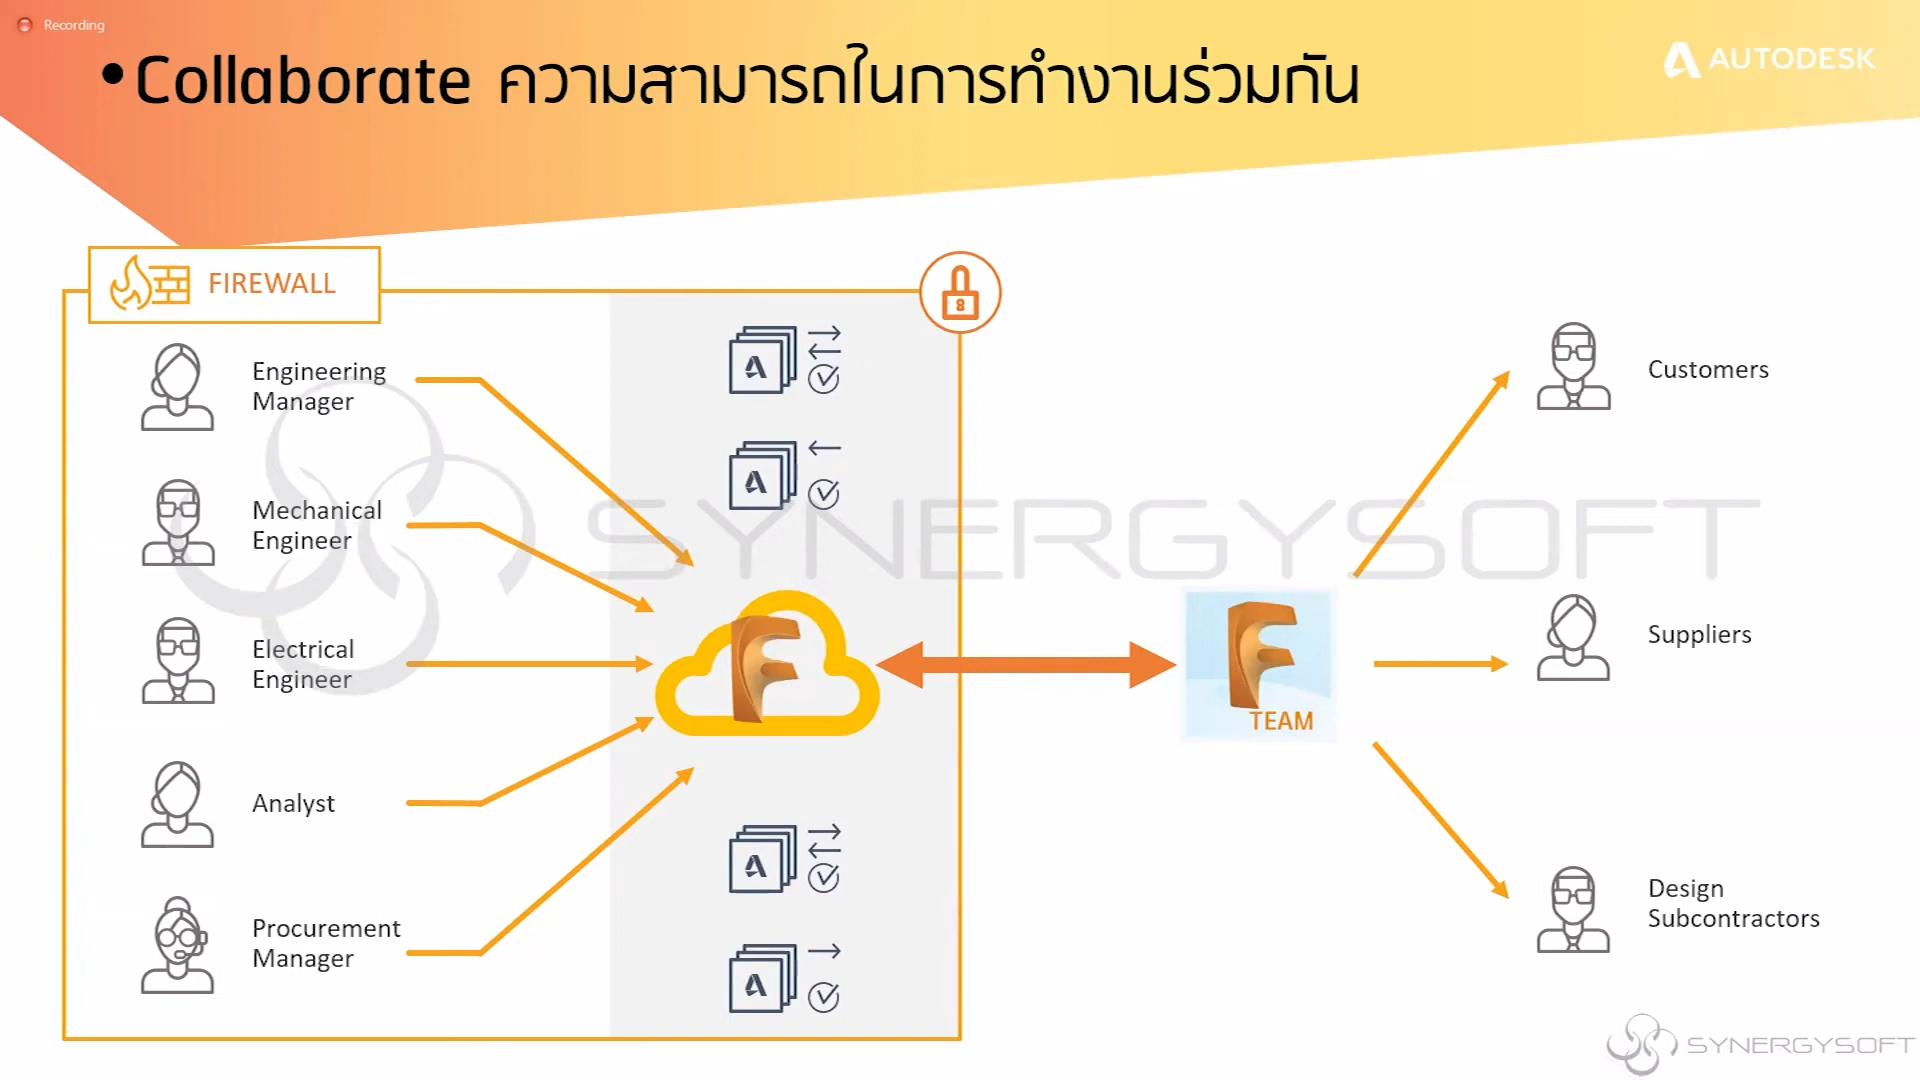 Recording
•Collaborate ความสามารถในการทำงานร่วมกัน
AUTODESK
FIREWALL
Engineering
Manager
Mechanical
Engineer
Electrical
Engineer
Analyst
Procurement
Manager
SYNERGYSOFT
TEAM
Customers
Suppliers
Design
Subcontractors
SYNERGYSOFT